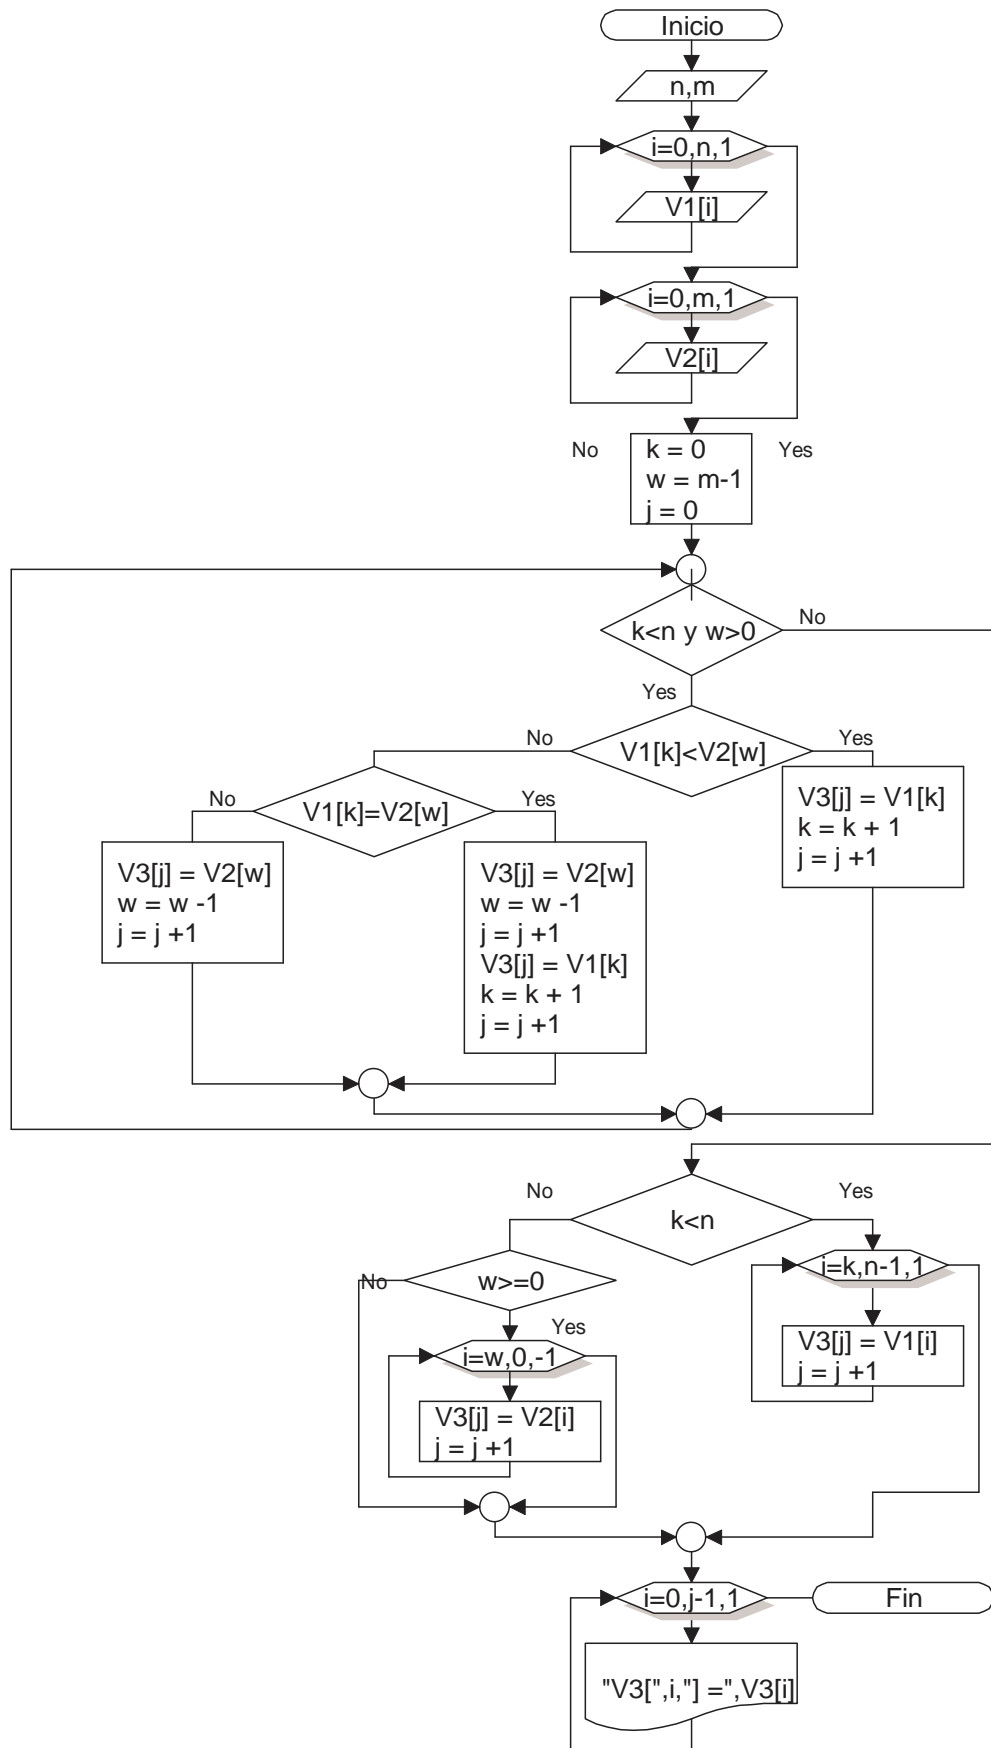 Inicio
n,m
i=0,n,1
V1[i]
i=0,m,1
V2[i]
No
Yes
k = 0
w = m-1
j = 0
k<n y w>0
No
Yes
V1[k]<V2[w]
No
Yes
V3[j] = V1[k]
k = k + 1
j = j +1
V1[k]=V2[w]
No
Yes
V3[j] = V2[w]
w = w -1
j = j +1
V3[j] = V2[w]
w = w -1
j = j +1
V3[j] = V1[k]
k = k + 1
j = j +1
No
Yes
k<n
i=k,n-1,1
V3[j] = V1[i]
j = j +1
No
w>=0
Yes
i=w,0,-1
V3[j] = V2[i]
j = j +1
i=0,j-1,1
Fin
"V3[",i,"] =",V3[i]